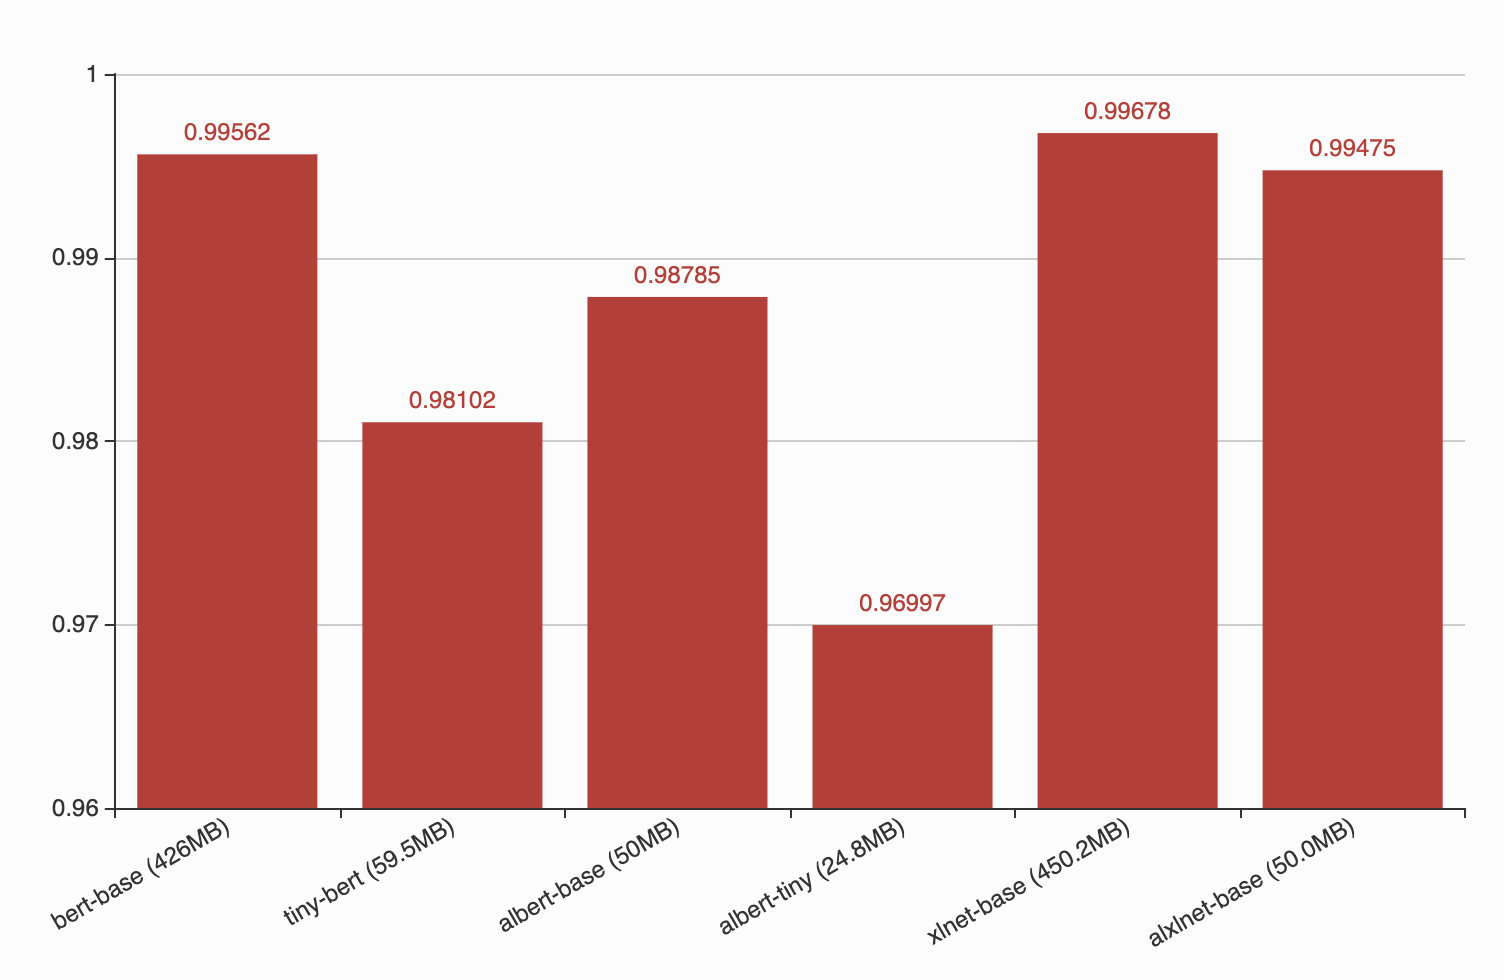 1
0.99
0.98
0.97
0.96
0.99562
0.98102
0.98785
0.96997
0.99678
0.99475
bert-base (426MB)
tiny-bert (59.5MB)
albert-base (50MB)
albert-tiny (24.8MB)
xlnet-base (450.2MB)
alxlnet-base (50.0MB)